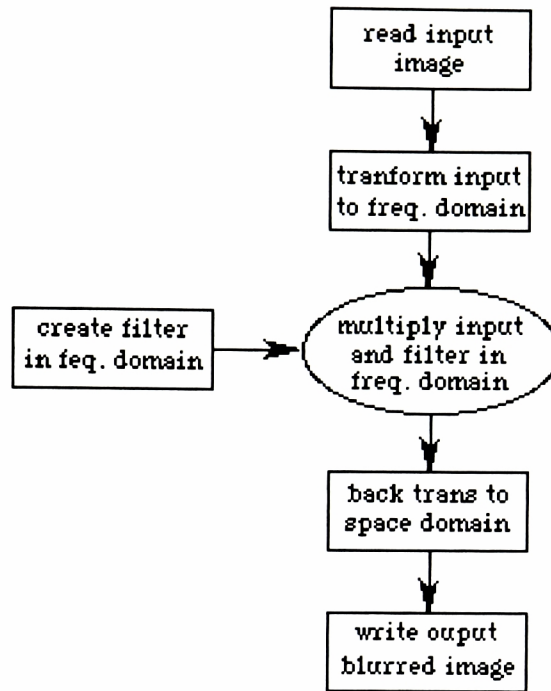 read input
image
tranform input
to freq. domain
create filter
in feq. domain
multiply input
and filter in
freq. domain
back trans to
space domain
write ouput
blurred image